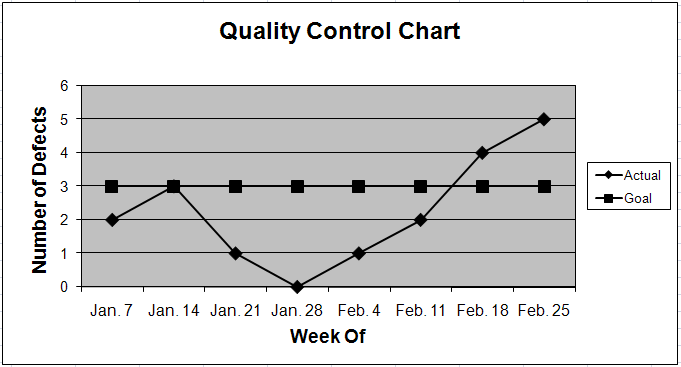 Quality Control Chart
Number of Defects
6
5
4
3
2
1
0
Jan. 7 Jan. 14 Jan. 21 Jan. 28 Feb. 4 Feb. 11 Feb. 18 Feb. 25
Week Of
Actual
Goal